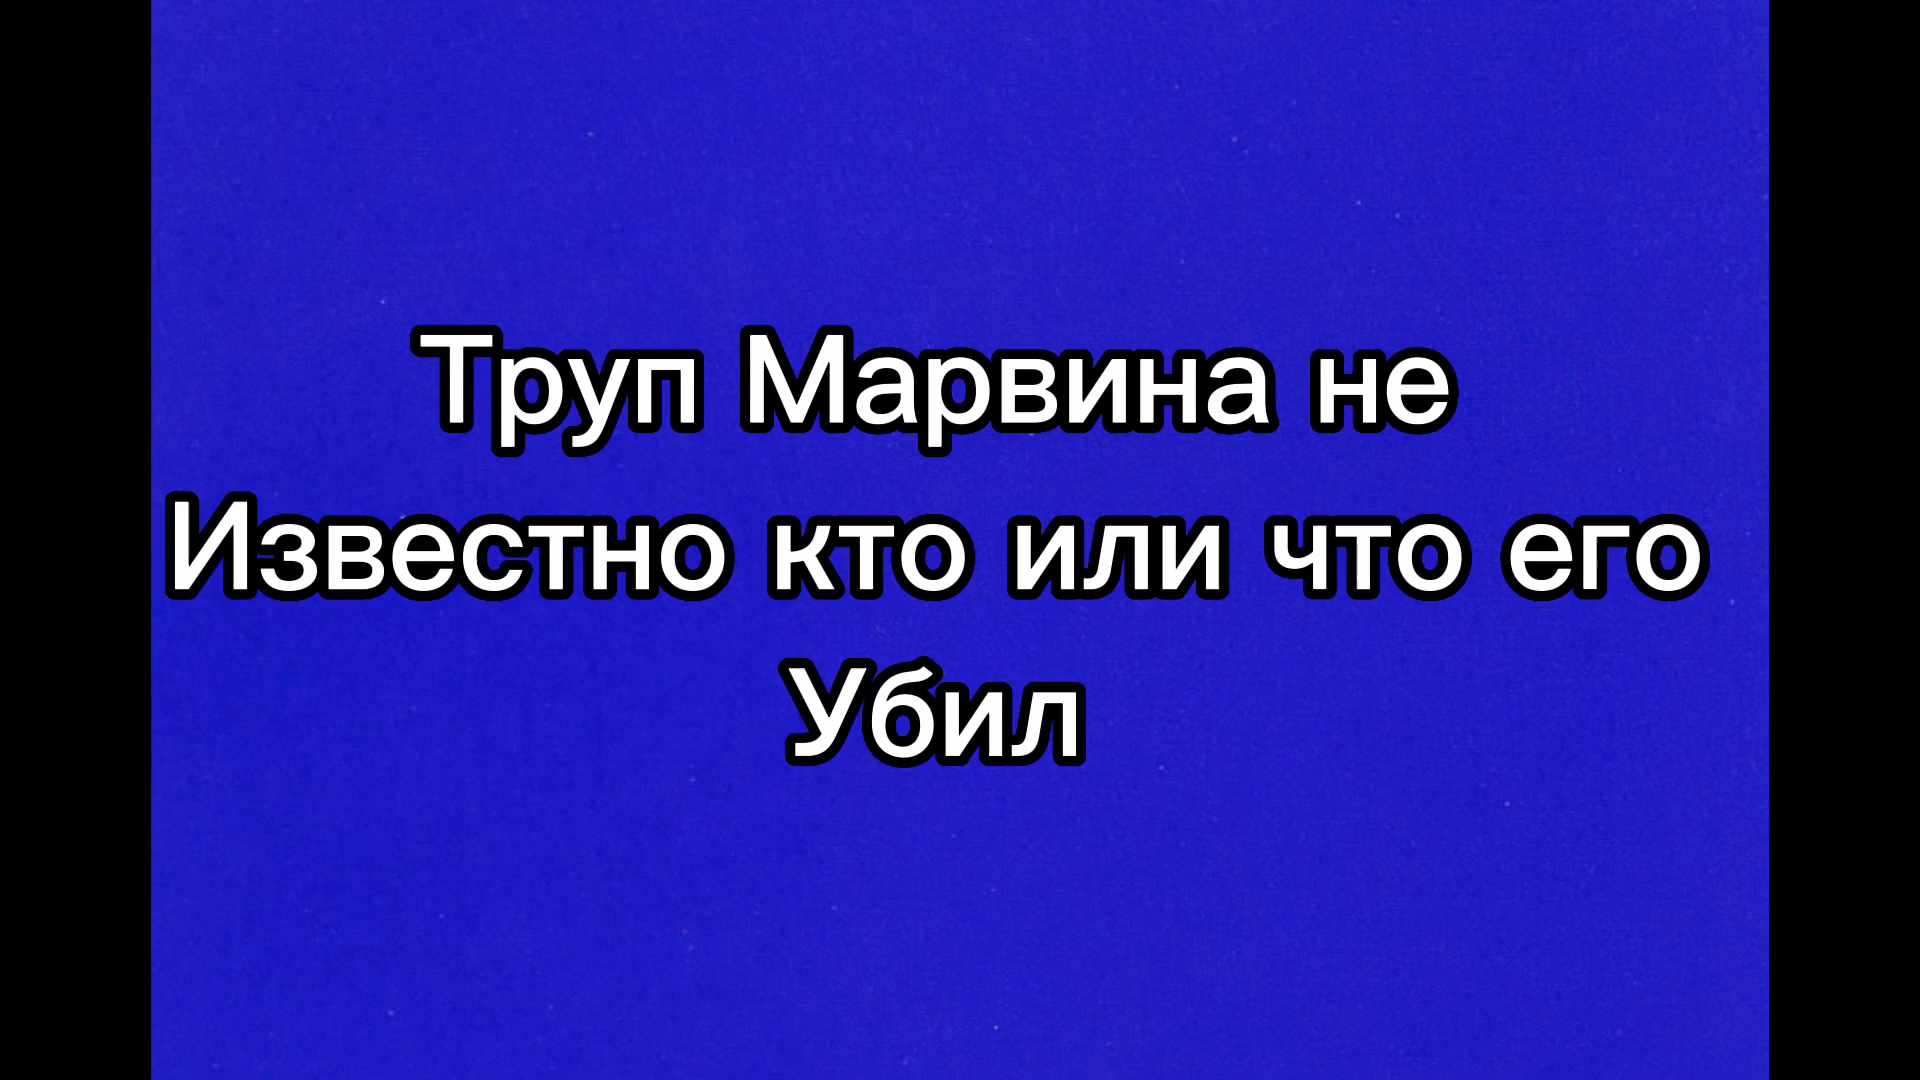 Труп Марвина не
Известно кто или что его
Убил